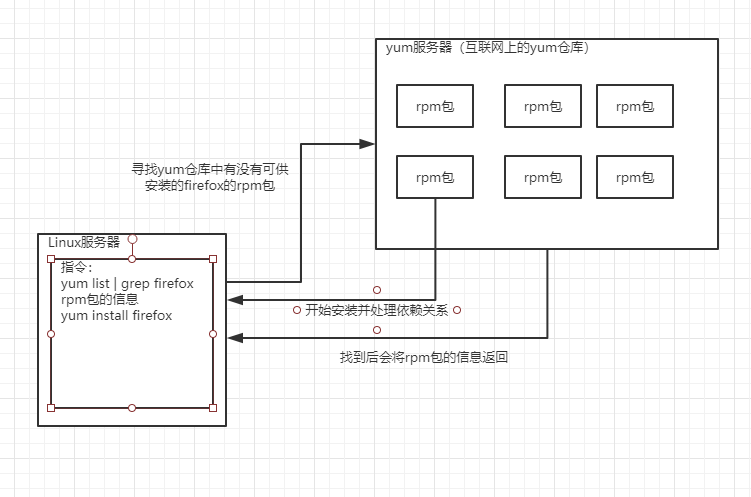 yum服务器（互联网上的yum仓库）
rpm包
rpm包
rpm包
rpm包
rpm包
rpm包
寻找yum仓库中有没有可供
安装的firefox的rpm包
Linux服务器
指令：
yum list | grep firefox
rpm包的信息
yum install firefox
开始安装并处理依赖关系
找到后会将rpm包的信息返回